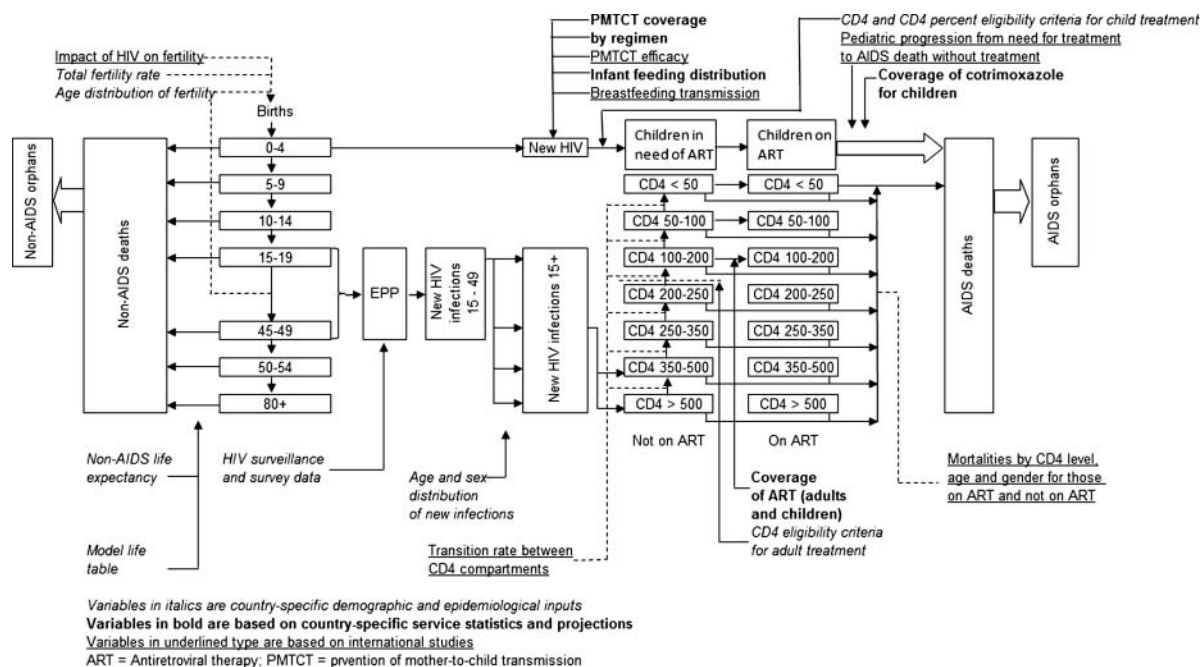 Impact of HIV on fertility
Total fertility rate
Age distribution of fertility
Births
PMTCT coverage
by regimen
PMTCT efficacy
Infant feeding distribution
Breastfeeding transmission
CD4 and CD4 percent eligibility criteria for child treatment
Pediatric progression from need for treatment
to AIDS death without treatment
Coverage of cotrimoxazole
for children
Non-AIDS orphans
Non-AIDS deaths
0-4
5-9
10-14
15-19
45-49
50-54
80+
EPP
New HIV
infections
15 - 49
New HIV infections 15+
New HIV
Children in
need of ART
Children on
ART
CD4 < 50
CD4 < 50
CD4 50-100
CD4 50-100
CD4 100-200
CD4 100-200
CD4 200-250
CD4 200-250
CD4 250-350
CD4 250-350
CD4 350-500
CD4 350-500
CD4 > 500
CD4 > 500
Not on ART
On ART
AIDS deaths
AIDS orphans
Non-AIDS life
expectancy
Model life
table
HIV surveillance
and survey data
Age and sex
distribution
of new infections
Transition rate between
CD4 compartments
Coverage
of ART (adults
and children)
CD4 eligibility criteria
for adult treatment
Mortalities by CD4 level,
age and gender for those
on ART and not on ART
Variables in italics are country-specific demographic and epidemiological inputs
Variables in bold are based on country-specific service statistics and projections
Variables in underlined type are based on international studies
ART = Antiretroviral therapy; PMTCT = prvention of mother-to-child transmission